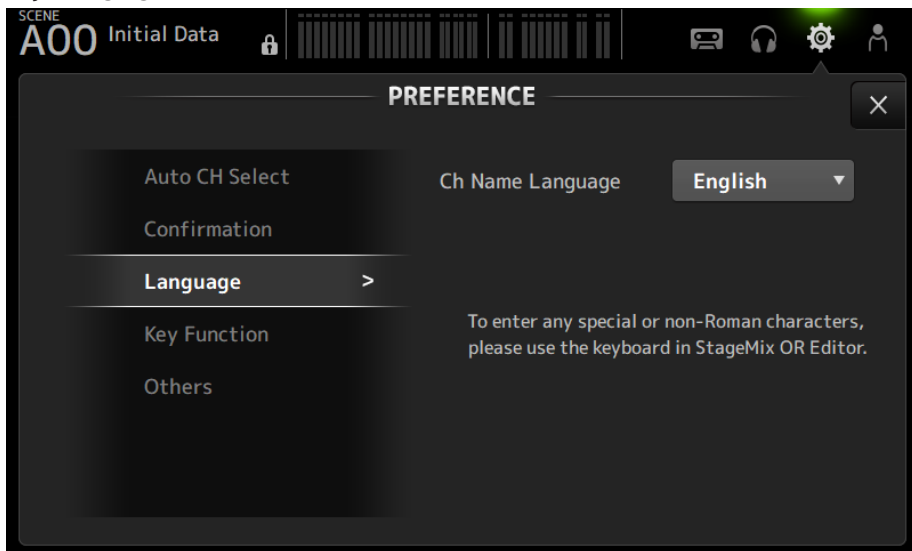 SCENE
A00 Initial Data
PREFERENCE
Auto CH Select
Confirmation
Language >
Key Function
Others
Ch Name Language English
To enter any special or non-Roman characters,
please use the keyboard in StageMix OR Editor.